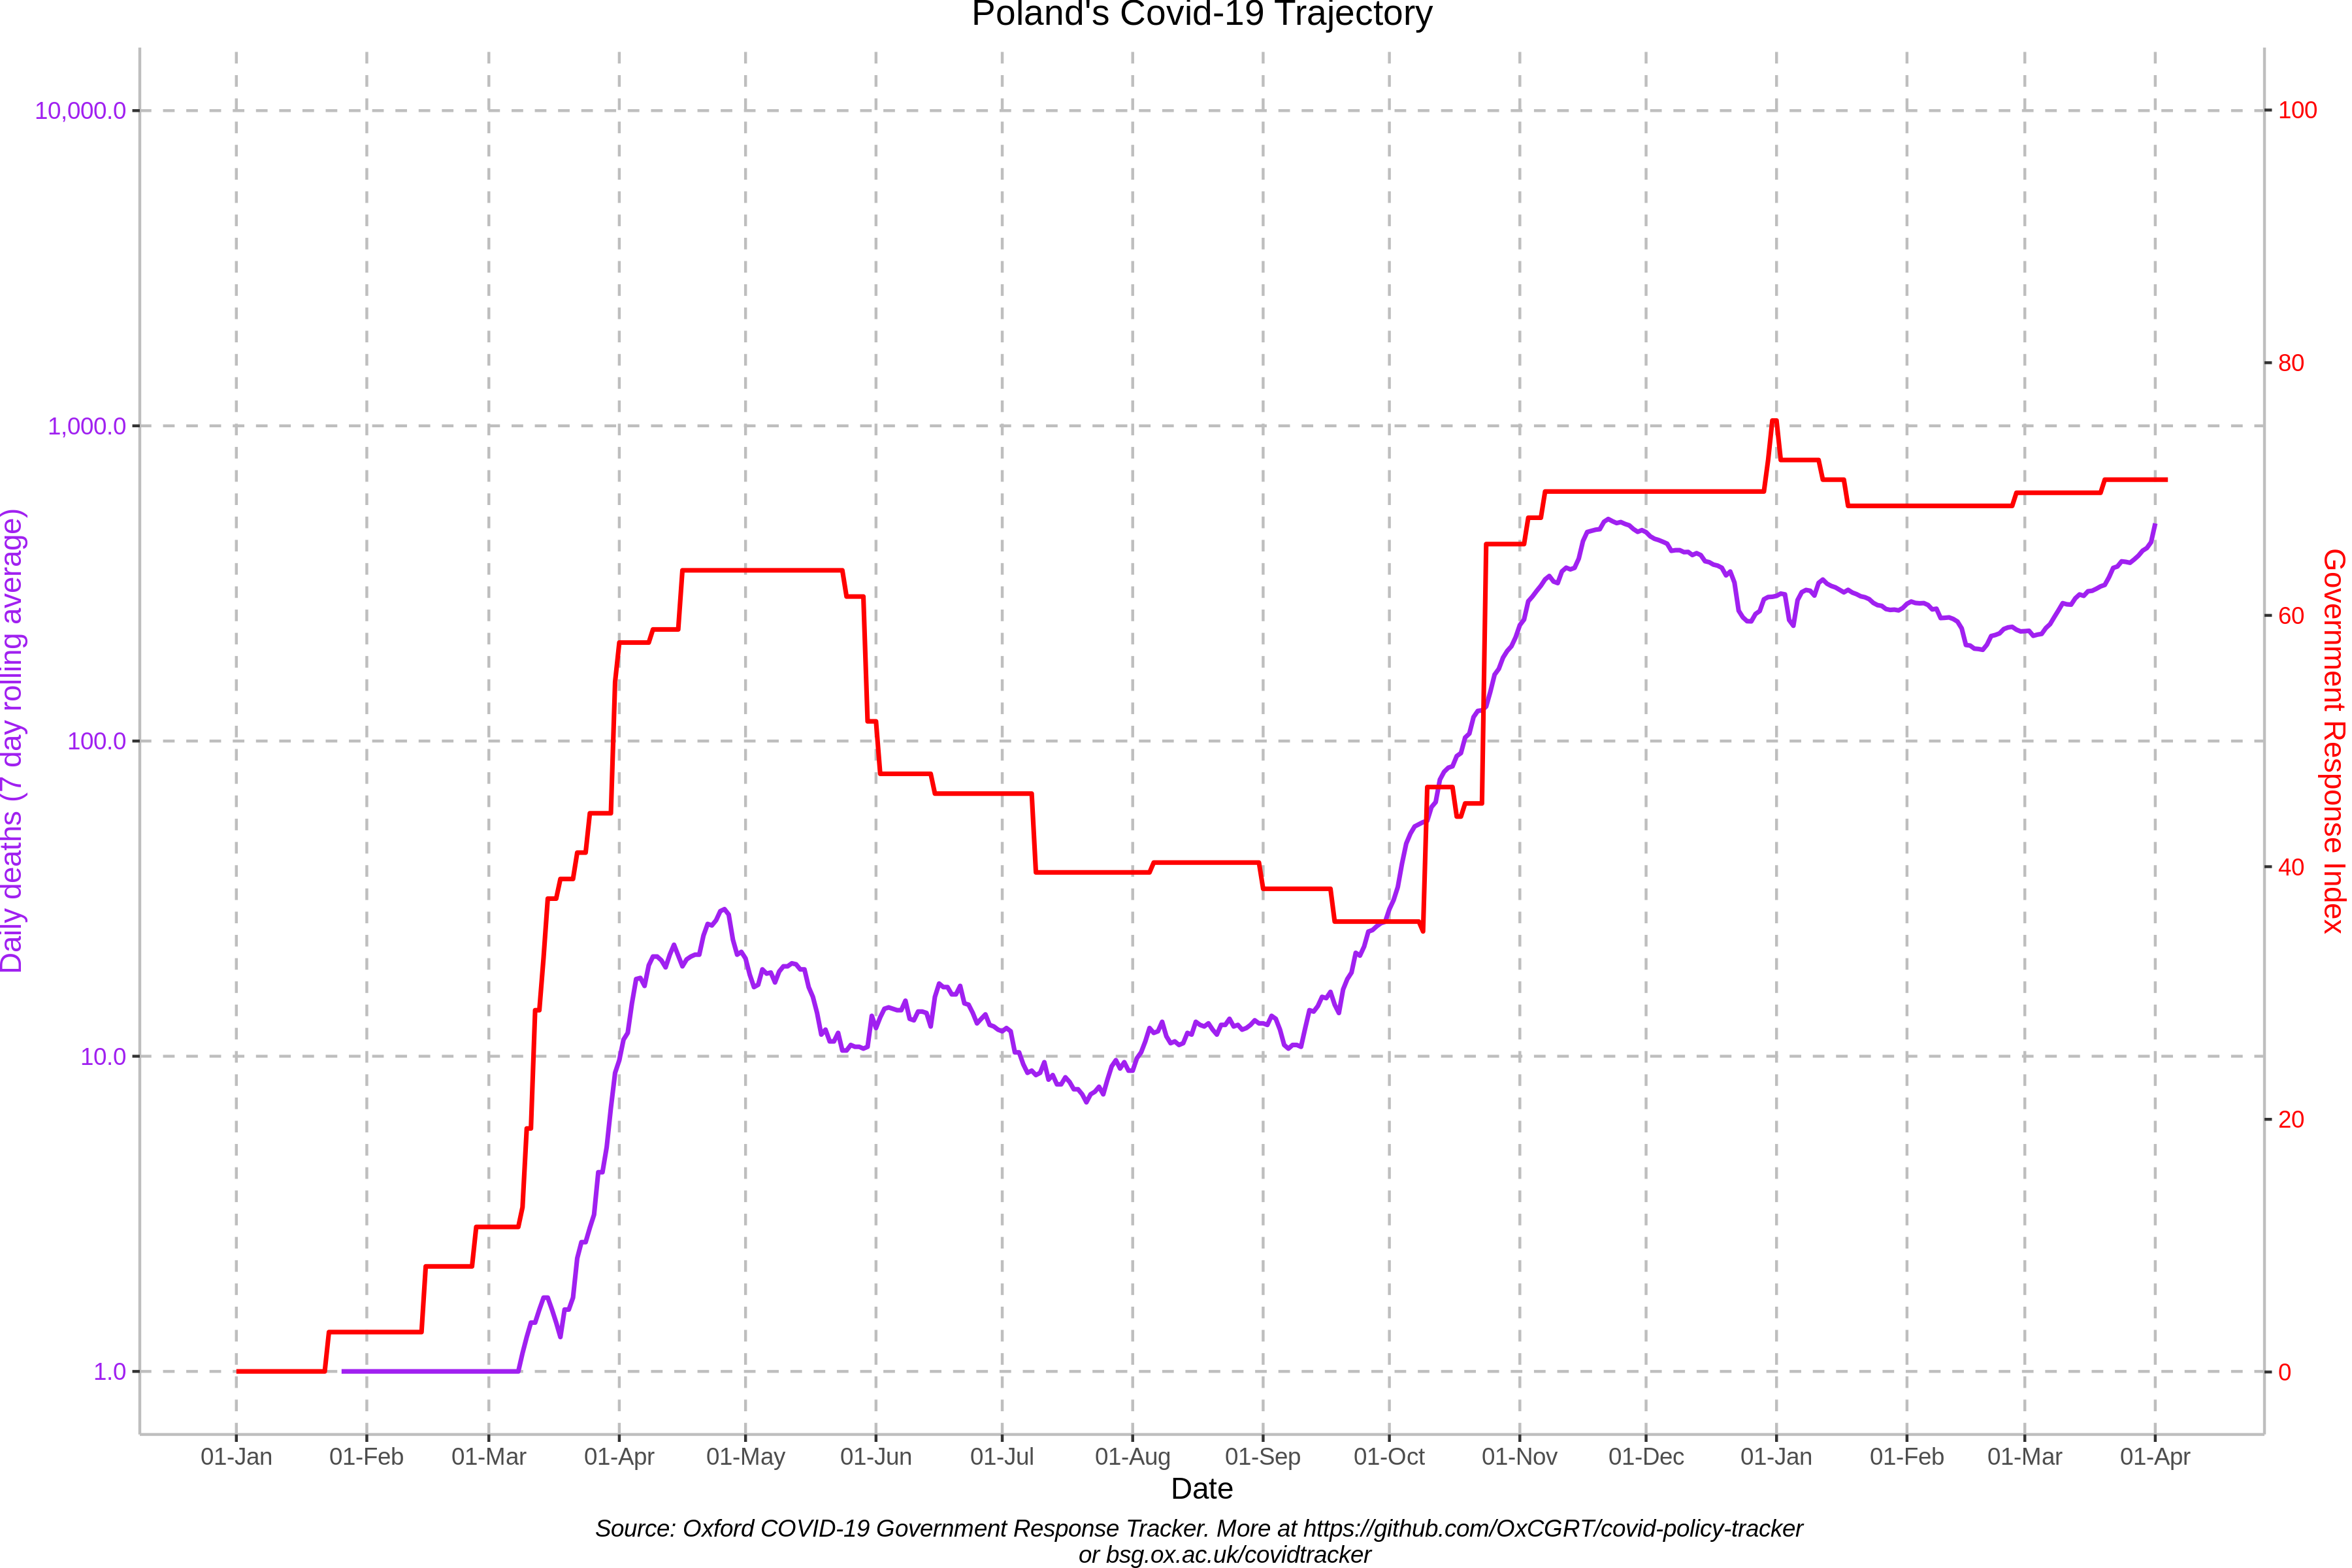 Poland's Covid-19 Trajectory
10,000.0
1,000.0
100.0
10.0
1.0
Daily deaths (7 day rolling average)
100
80
60
40
20
0
Government Response Index
01-Jan 01-Feb 01-Mar 01-Apr 01-May 01-Jun 01-Jul 01-Aug 01-Sep 01-Oct 01-Nov 01-Dec 01-Jan 01-Feb 01-Mar 01-Apr
Date
Source: Oxford COVID-19 Government Response Tracker. More at https://github.com/OxCGRT/covid-policy-tracker
or bsg.ox.ac.uk/covidtracker